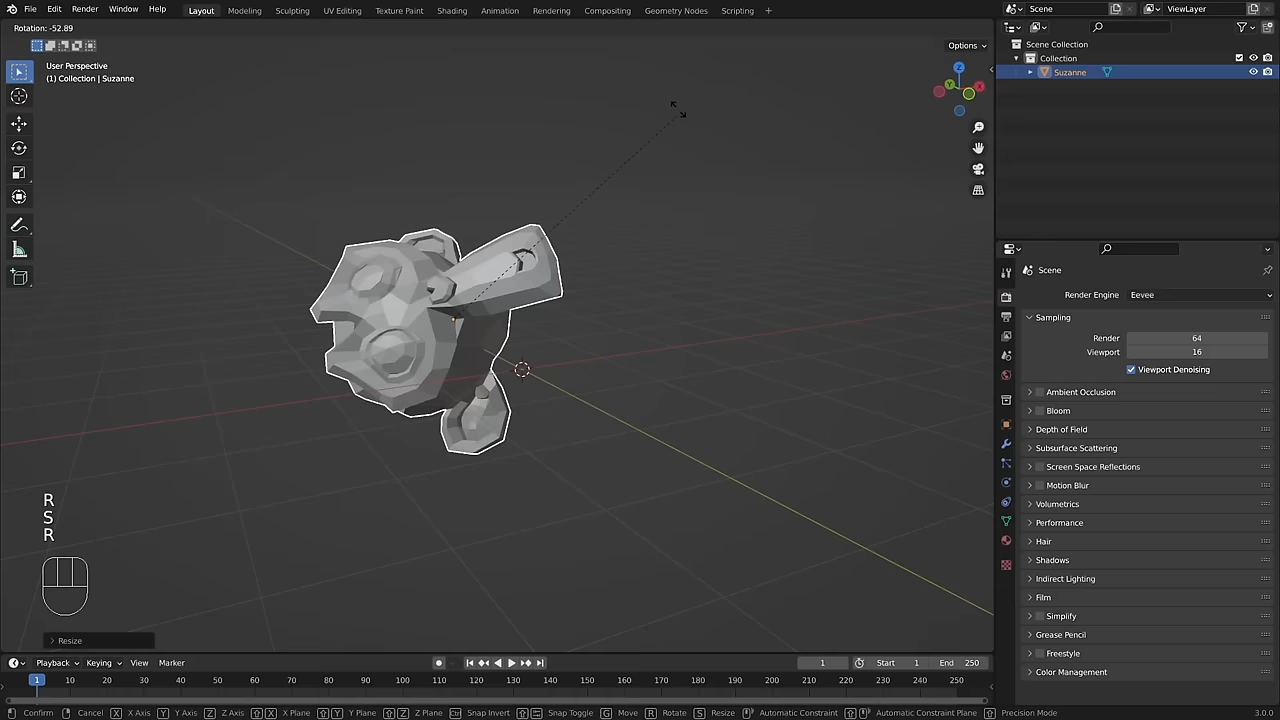 File Edit Render Window Help Layout Modeling Sculpting UV Editing Texture Paint Shading Animation Rendering Compositing Geometry Nodes Scripting + Scene ViewLayer
Rotation: -52.89
Options
User Perspective
(1) Collection | Suzanne
Z
Y
X
R
S
R
Resize
Scene Collection
Collection
Suzanne
Scene
Render Engine Eevee
Sampling
Render 64
Viewport 16
Viewport Denoising
Ambient Occlusion
Bloom
Depth of Field
Subsurface Scattering
Screen Space Reflections
Motion Blur
Volumetrics
Performance
Hair
Shadows
Indirect Lighting
Film
Simplify
Grease Pencil
Freestyle
Color Management
Playback Keying View Marker 1 Start 1 End 250
1 10 20 30 40 50 60 70 80 90 100 110 120 130 140 150 160 170 180 190 200 210 220 230 240 250
Confirm Cancel X X Axis Y Y Axis Z Z Axis X X Plane Y Y Plane Z Z Plane Snap Invert Snap Toggle G Move R Rotate S Resize Automatic Constraint Automatic Constraint Plane Precision Mode 3.0.0